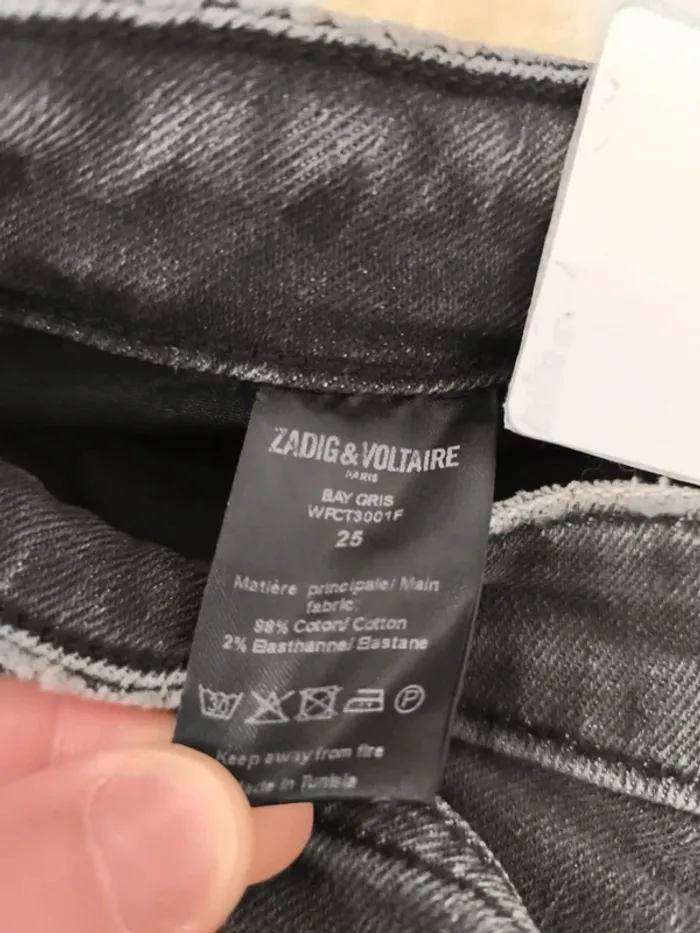 ZADIG & VOLTAIRE
PARIS
BAY GRIS
WPCT3001F
25
Matière principale/ Main
fabric:
98% Coton/ Cotton
2% Elasthanne/ Elastane
30
P
Keep away from fire
Made in Tunisia